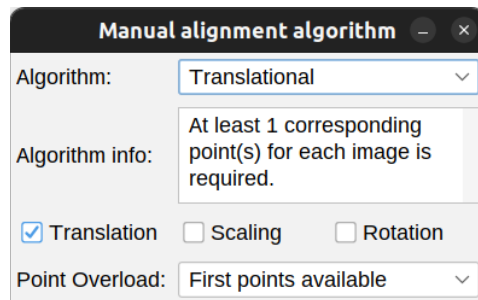 Manual alignment algorithm
Algorithm: Translational
Algorithm info: At least 1 corresponding
point(s) for each image is
required.
Translation Scaling Rotation
Point Overload: First points available